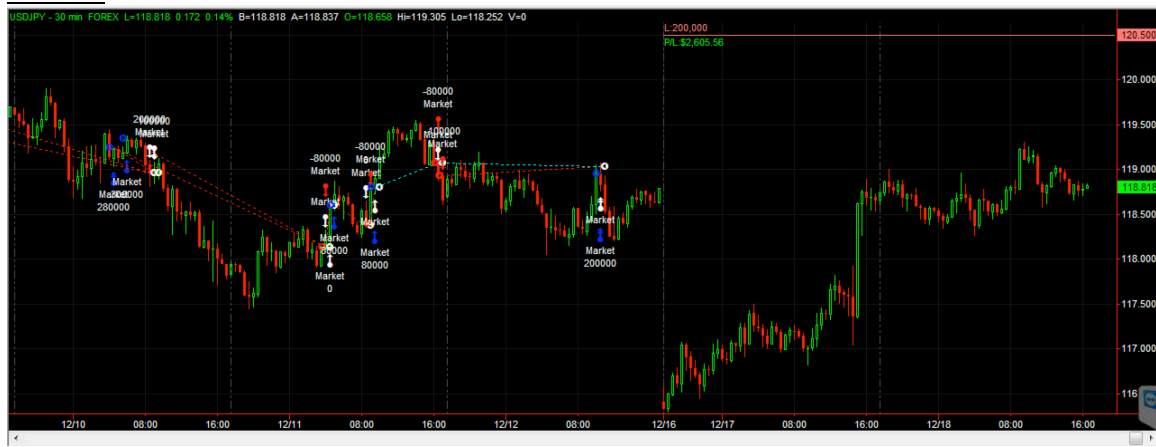 USDJPY - 30 min FOREX L=118.818 0.172 0.14% B=118.818 A=118.837 O=118.658 Hi=119.305 Lo=118.252 V=0
L:200,000
P/L:$2,605.56
120.500
120.000
119.500
119.000
118.818
118.500
118.000
117.500
117.000
116
-80000
Market
-100000
Market
200000
Market
Market
-80000
Market
-80000
Market
Market
Market
280000
Market
Market
80000
Market
0
Market
80000
Market
200000
12/10 08:00 16:00 12/11 08:00 16:00 12/12 08:00 12/16 12/17 08:00 16:00 12/18 08:00 16:00